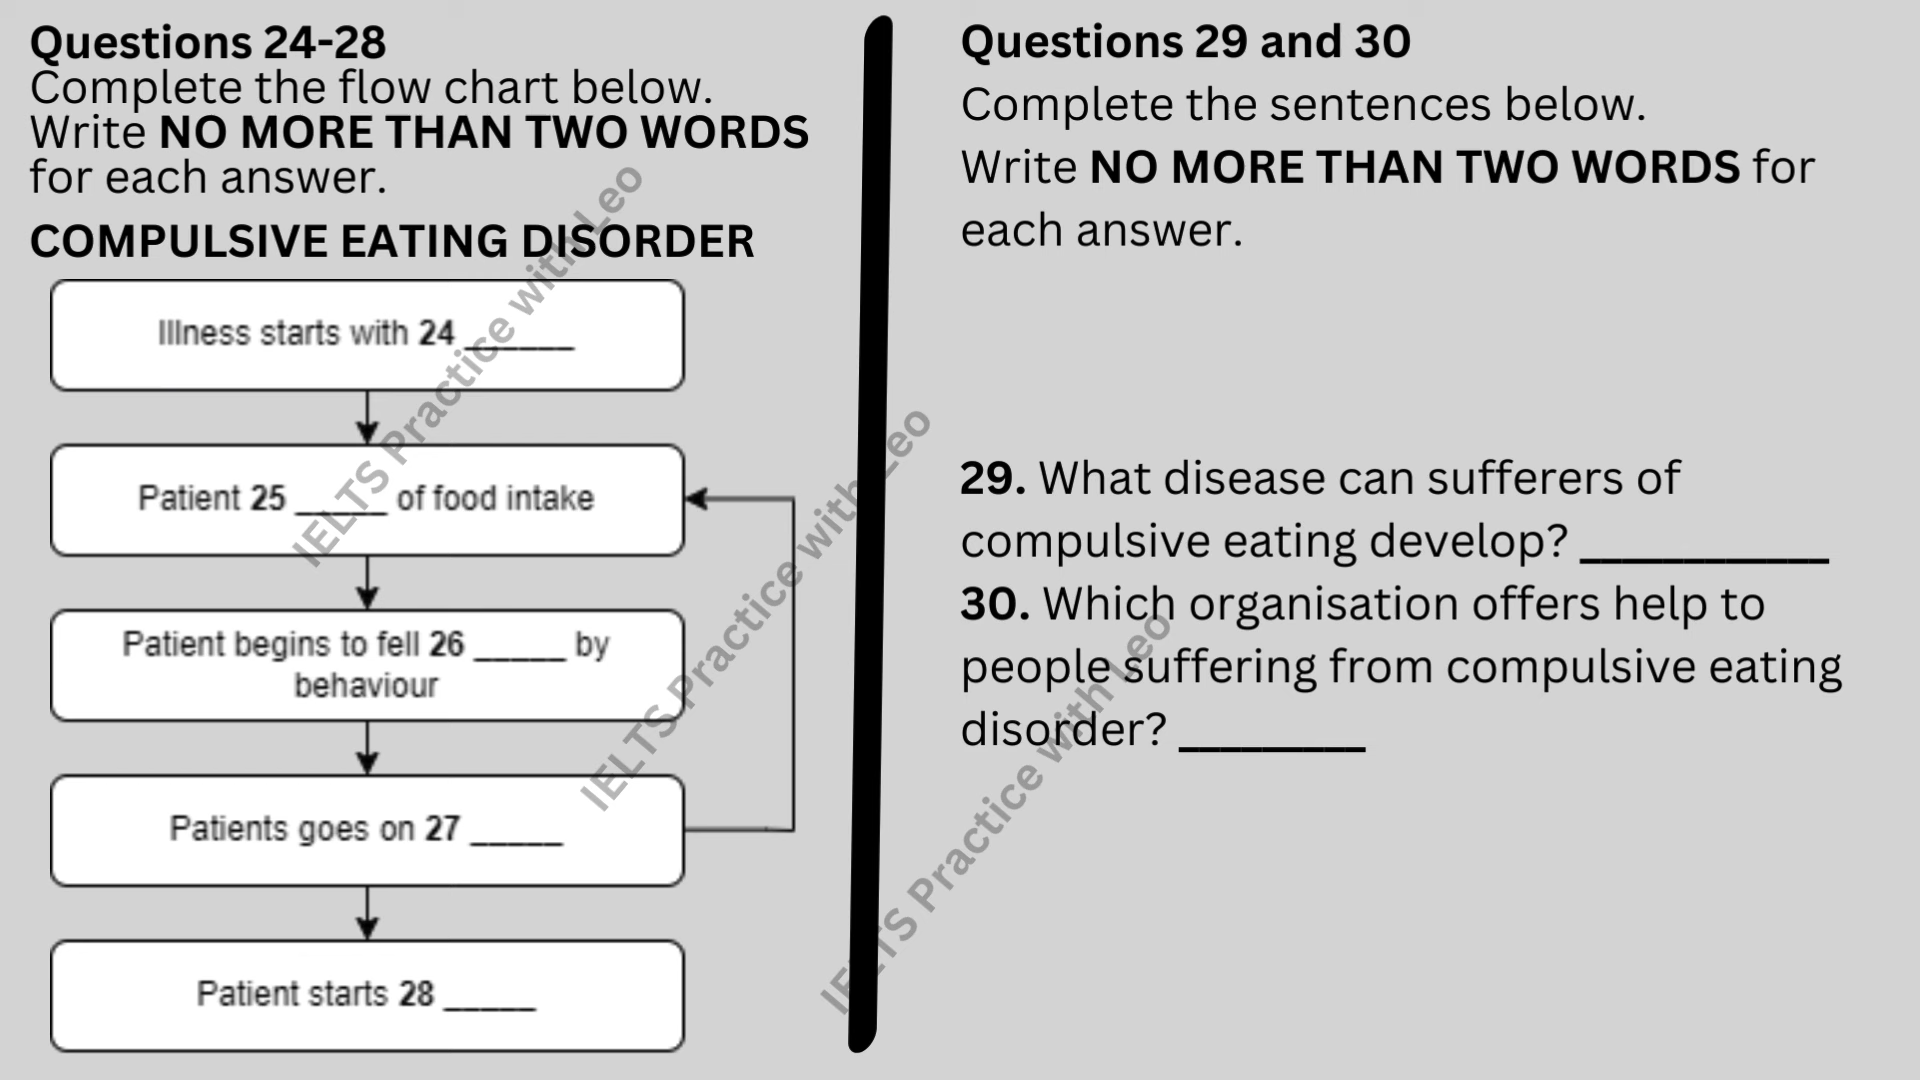 Questions 24-28
Complete the flow chart below.
Write NO MORE THAN TWO WORDS
for each answer.
COMPULSIVE EATING DISORDER
Illness starts with 24 ______
Patient 25 _____ of food intake
Patient begins to fell 26 _____ by
behaviour
Patients goes on 27 _____
Patient starts 28 _____
Questions 29 and 30
Complete the sentences below.
Write NO MORE THAN TWO WORDS for
each answer.
29. What disease can sufferers of
compulsive eating develop? ____________
30. Which organisation offers help to
people suffering from compulsive eating
disorder? _________
IELTS Practice with Leo
IELTS Practice with Leo
IELTS Practice with Leo